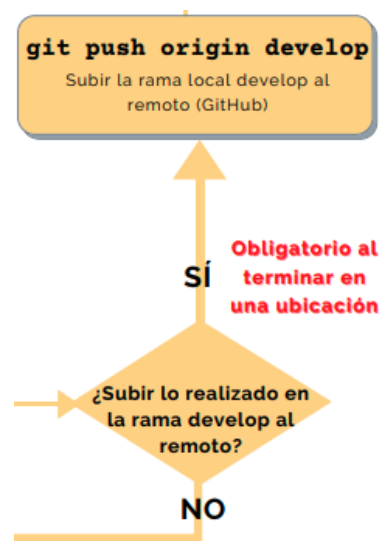 git push origin develop
Subir la rama local develop al
remoto (GitHub)
SÍ
Obligatorio al
terminar en
una ubicación
¿Subir lo realizado en
la rama develop al
remoto?
NO